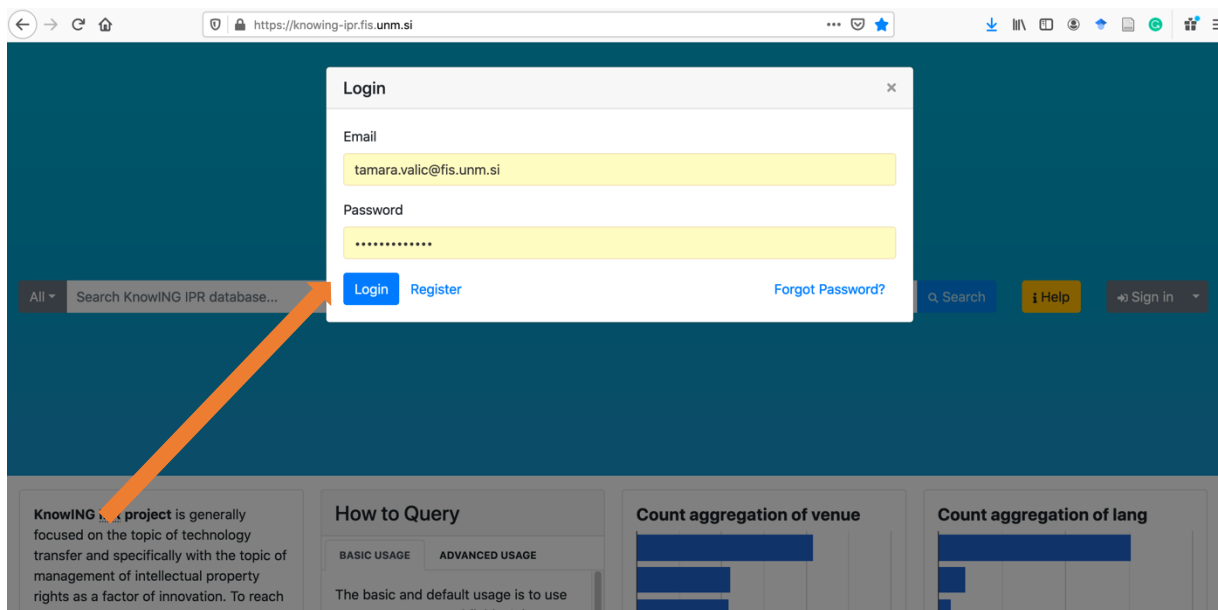 https://knowing-ipr.fis.unm.si
Login
Email
tamara.valic@fis.unm.si
Password
•••••••••••••
Login Register Forgot Password?
All Search KnowING IPR database... Search Help Sign in
KnowING project is generally
focused on the topic of technology
transfer and specifically with the topic of
management of intellectual property
rights as a factor of innovation. To reach
How to Query
BASIC USAGE ADVANCED USAGE
The basic and default usage is to use
Count aggregation of venue
Count aggregation of lang